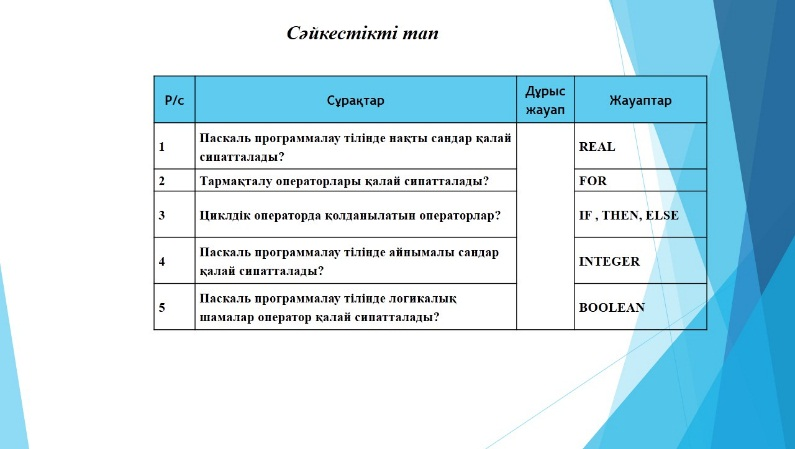 Сәйкестікті тап
Р/с
Сұрақтар
Дұрыс
жауап
Жауаптар
1
Паскаль программалау тілінде нақты сандар қалай
сипатталады?
REAL
2
Тармақталу операторлары қалай сипатталады?
FOR
3
Циклдік операторда қолданылатын операторлар?
IF , THEN, ELSE
4
Паскаль программалау тілінде айнымалы сандар
қалай сипатталады?
INTEGER
5
Паскаль программалау тілінде логикалық
шамалар оператор қалай сипатталады?
BOOLEAN